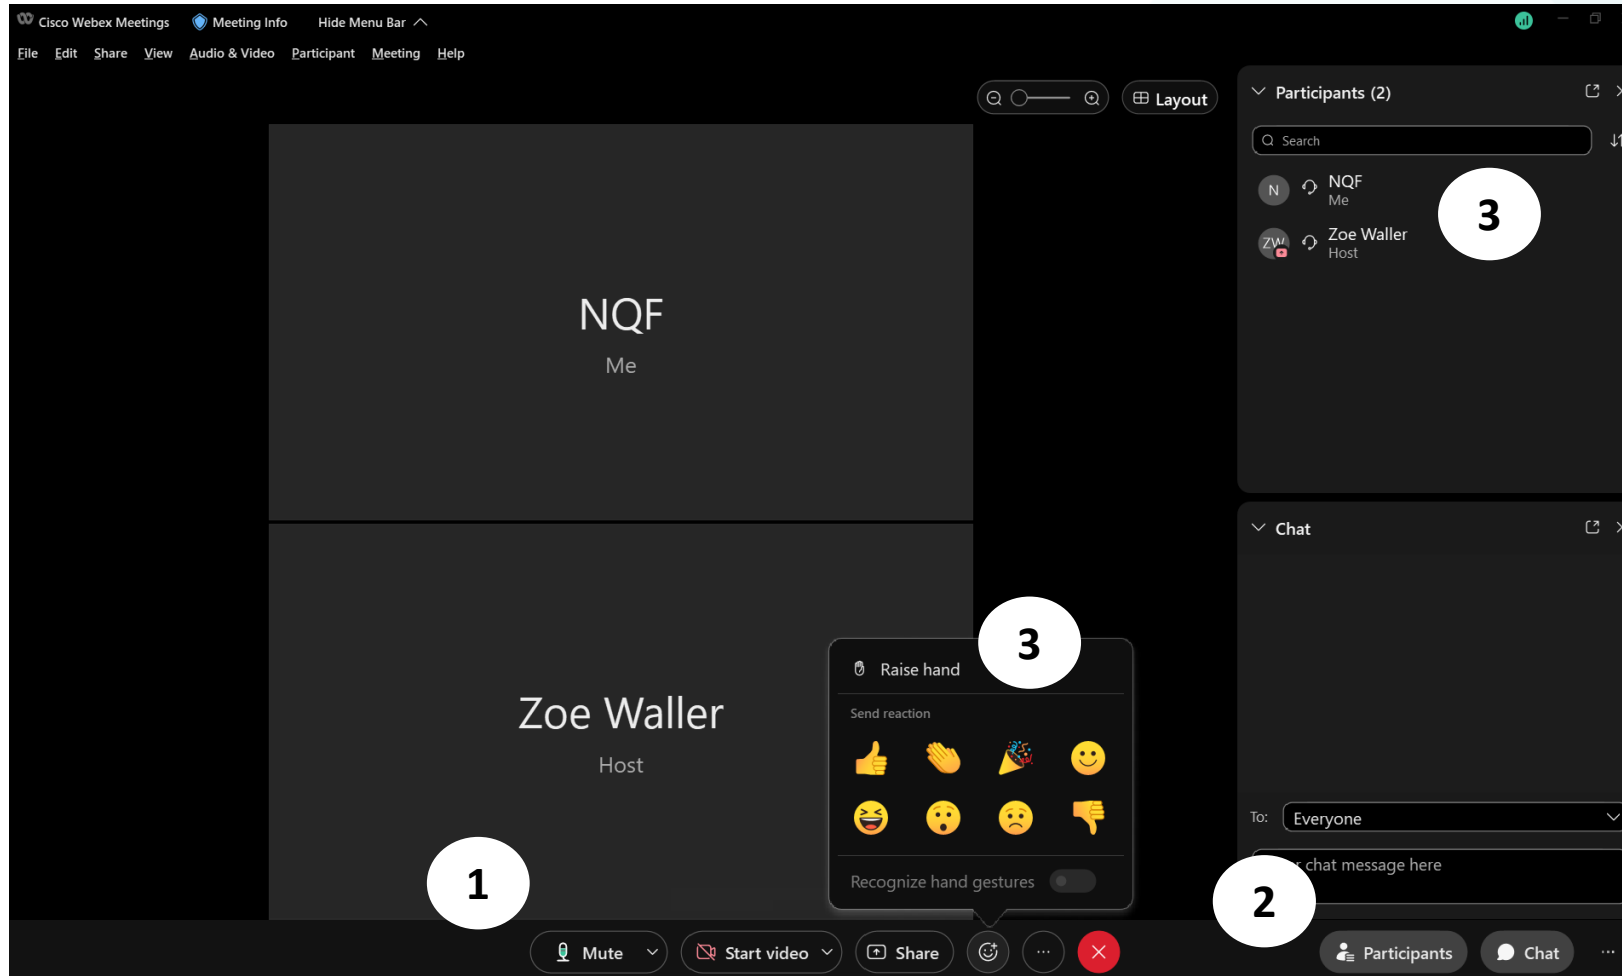 Cisco Webex Meetings Meeting Info Hide Menu Bar
File Edit Share View Audio & Video Participant Meeting Help
Layout
Participants (2)
Search
N NQF
Me
3
ZW Zoe Waller
Host
NQF
Me
Chat
Zoe Waller
Host
3
Raise hand
Send reaction
Recognize hand gestures
To: Everyone
chat message here
1
2
Mute Start video Share
Participants Chat